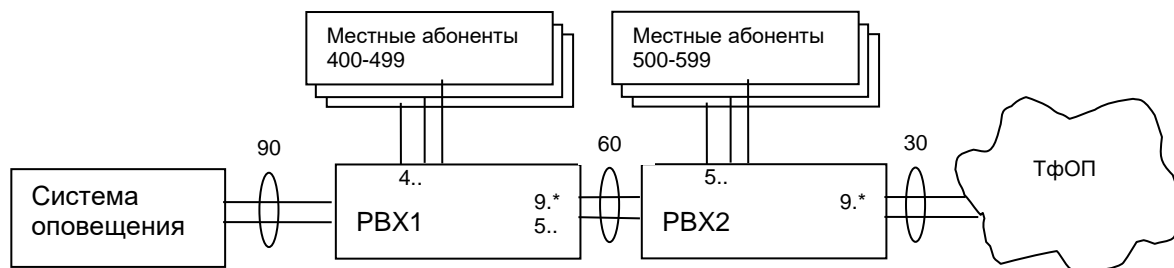 Местные абоненты
400-499
Местные абоненты
500-599
90
60
30
ТфОП
4..
5..
Система
оповещения
PBX1
9.*
5..
PBX2
9.*